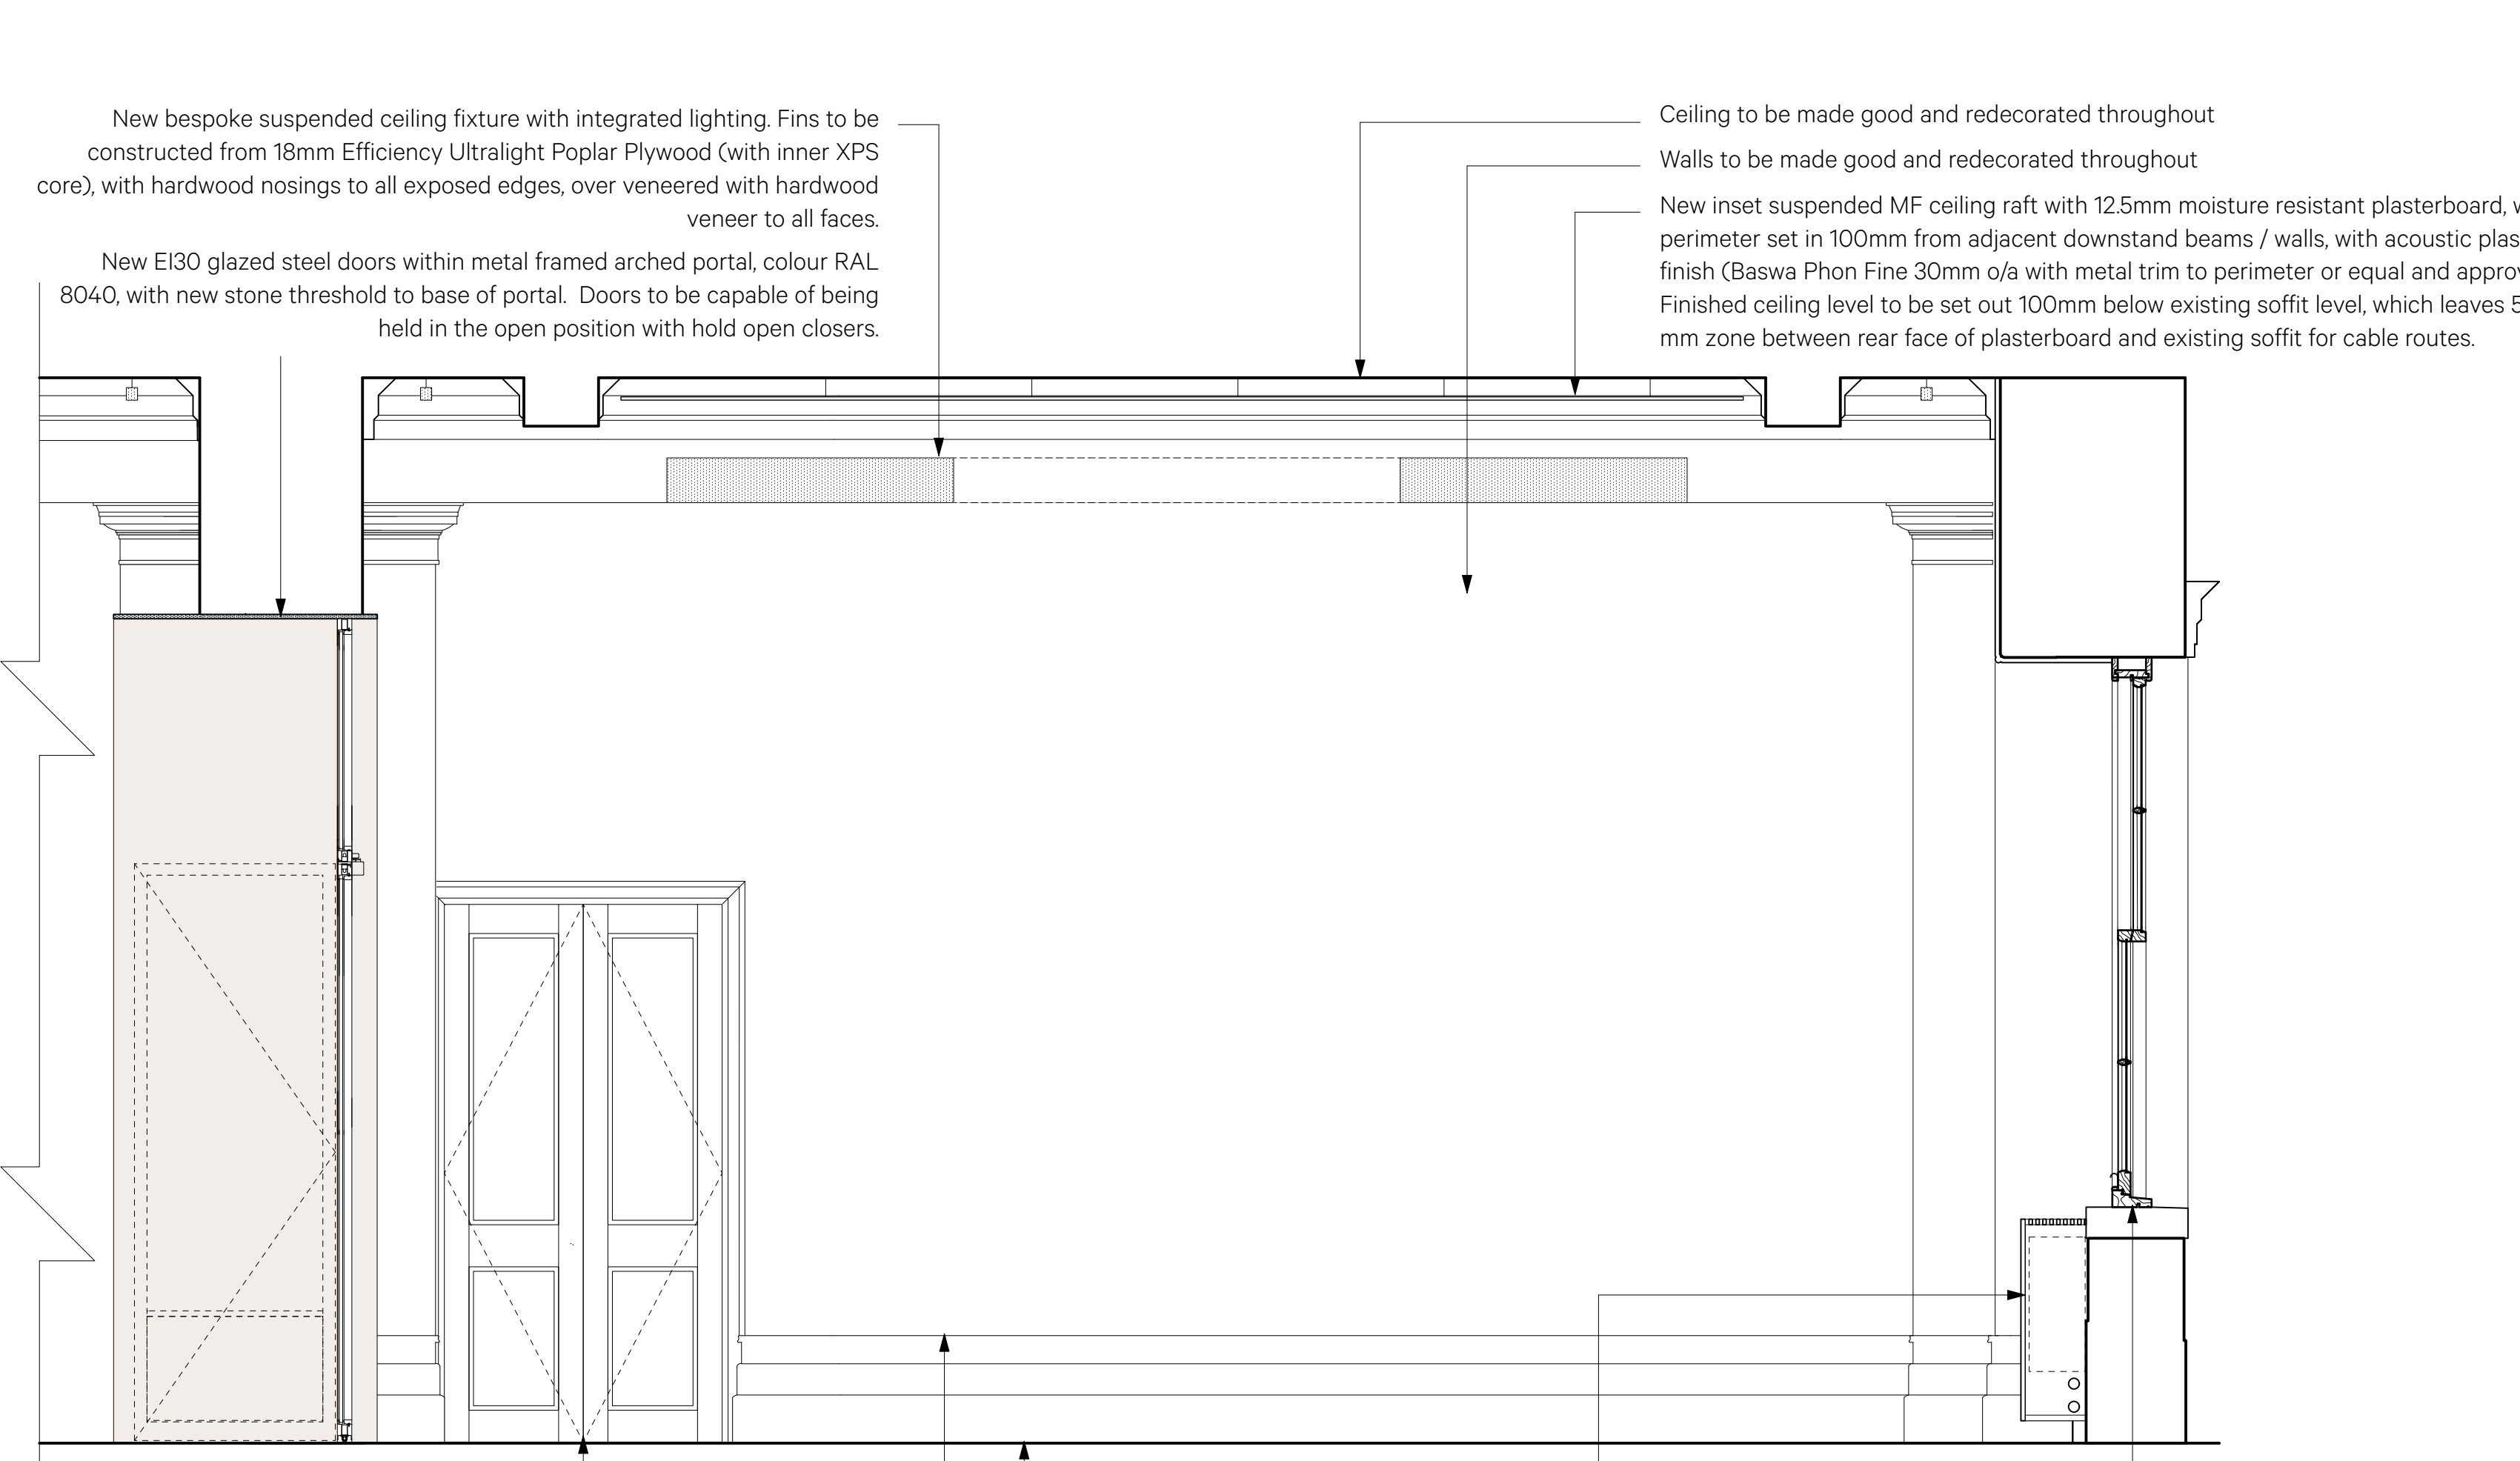 New bespoke suspended ceiling fixture with integrated lighting. Fins to be
constructed from 18mm Efficiency Ultralight Poplar Plywood (with inner XPS
core), with hardwood nosings to all exposed edges, over veneered with hardwood
veneer to all faces.
New EI30 glazed steel doors within metal framed arched portal, colour RAL
8040, with new stone threshold to base of portal.  Doors to be capable of being
held in the open position with hold open closers.
Ceiling to be made good and redecorated throughout
Walls to be made good and redecorated throughout
New inset suspended MF ceiling raft with 12.5mm moisture resistant plasterboard,
perimeter set in 100mm from adjacent downstand beams / walls, with acoustic
finish (Baswa Phon Fine 30mm o/a with metal trim to perimeter or equal and
Finished ceiling level to be set out 100mm below existing soffit level, which leaves
mm zone between rear face of plasterboard and existing soffit for cable routes.